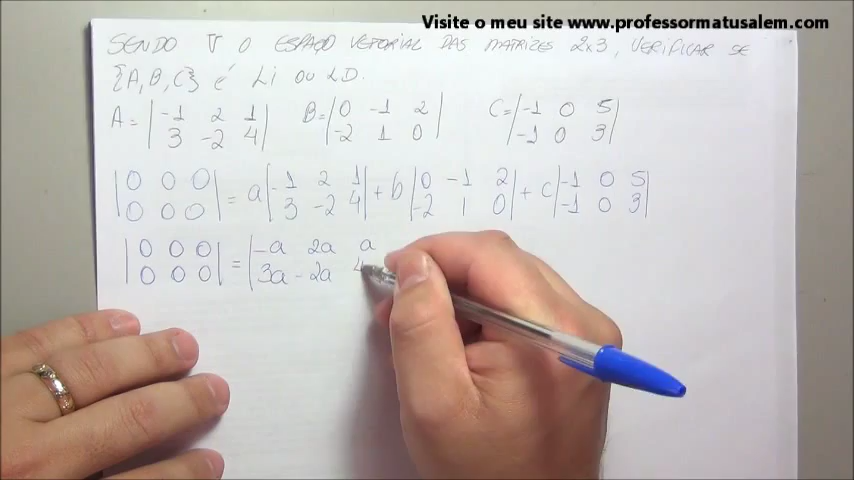 Visite o meu site www.professormatusalem.com
SENDO V O ESPAÇO VETORIAL DAS MATRIZES 2x3, VERIFICAR SE
{A, B, C} É LI OU LD.
A = | -1 2 1 | B = | 0 -1 2 | C = | -1 0 5 |
| 3 -2 4 | | -2 1 0 | | -1 0 3 |
| 0 0 0 | = a | -1 2 1 | + b | 0 -1 2 | + c | -1 0 5 |
| 0 0 0 | | 3 -2 4 | | -2 1 0 | | -1 0 3 |
| 0 0 0 | = | -a 2a a
| 0 0 0 | | 3a -2a 4